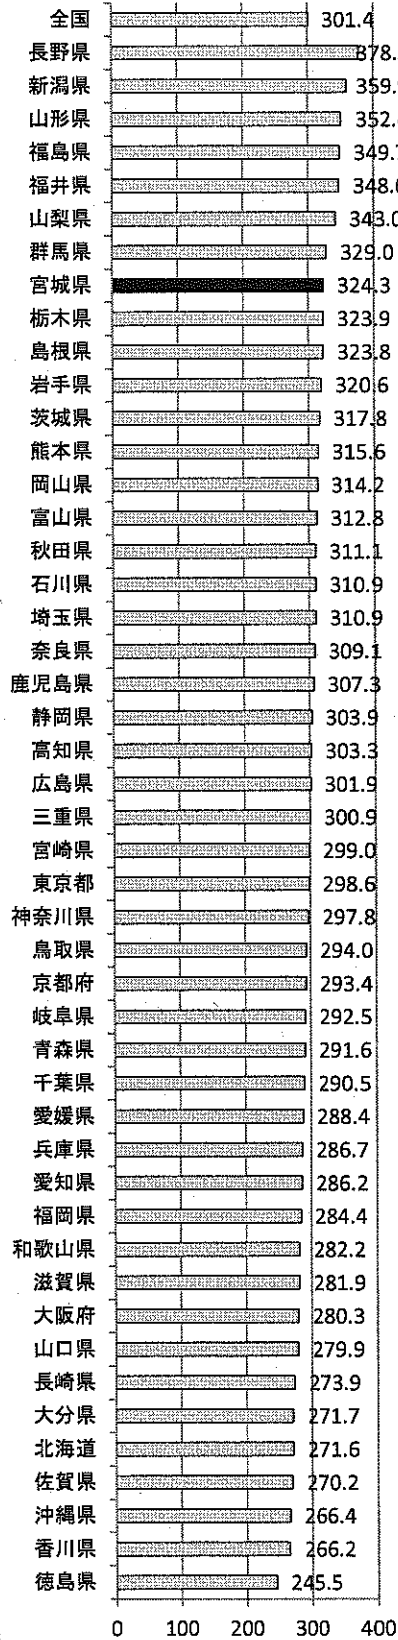 全国 301.4
長野県 378.
新潟県 359.
山形県 352.
福島県 349.7
福井県 348.6
山梨県 343.0
群馬県 329.0
宮城県 324.3
栃木県 323.9
島根県 323.8
岩手県 320.6
茨城県 317.8
熊本県 315.6
岡山県 314.2
富山県 312.8
秋田県 311.1
石川県 310.9
埼玉県 310.9
奈良県 309.1
鹿児島県 307.3
静岡県 303.9
高知県 303.3
広島県 301.9
三重県 300.9
宮崎県 299.0
東京都 298.6
神奈川県 297.8
鳥取県 294.0
京都府 293.4
岐阜県 292.5
青森県 291.6
千葉県 290.5
愛媛県 288.4
兵庫県 286.7
愛知県 286.2
福岡県 284.4
和歌山県 282.2
滋賀県 281.9
大阪府 280.3
山口県 279.9
長崎県 273.9
大分県 271.7
北海道 271.6
佐賀県 270.2
沖縄県 266.4
香川県 266.2
徳島県 245.5
0 100 200 300 400